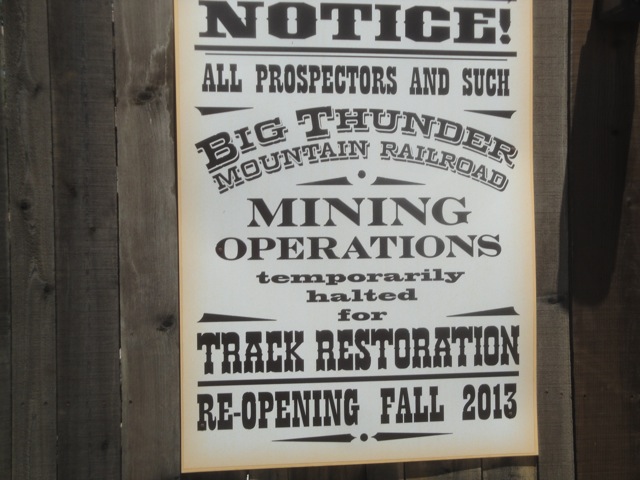 NOTICE!
ALL PROSPECTORS AND SUCH
BIG THUNDER
MOUNTAIN RAILROAD
MINING
OPERATIONS
temporarily
halted
for
TRACK RESTORATION
RE-OPENING FALL 2013